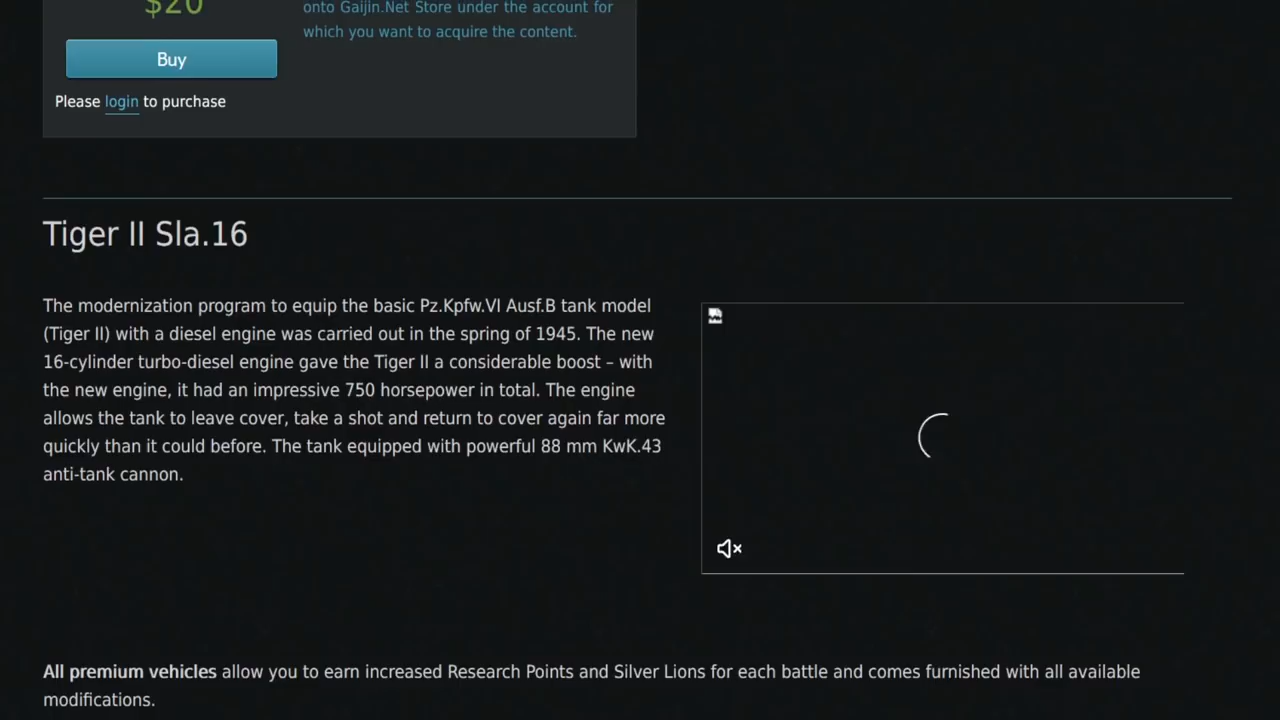 $20
onto Gaijin.Net Store under the account for
which you want to acquire the content.
Buy
Please login to purchase
Tiger II Sla.16
The modernization program to equip the basic Pz.Kpfw.VI Ausf.B tank model
(Tiger II) with a diesel engine was carried out in the spring of 1945. The new
16-cylinder turbo-diesel engine gave the Tiger II a considerable boost – with
the new engine, it had an impressive 750 horsepower in total. The engine
allows the tank to leave cover, take a shot and return to cover again far more
quickly than it could before. The tank equipped with powerful 88 mm KwK.43
anti-tank cannon.
All premium vehicles allow you to earn increased Research Points and Silver Lions for each battle and comes furnished with all available
modifications.